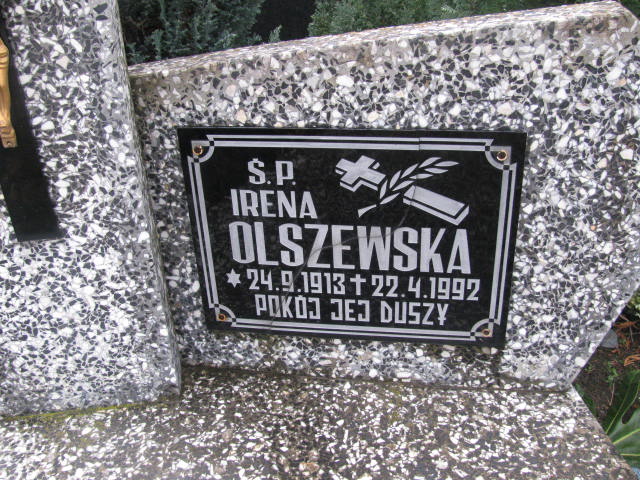 Ś.P.
IRENA
OLSZEWSKA
* 24.9.1913 + 22.4.1992
POKÓJ JEJ DUSZY